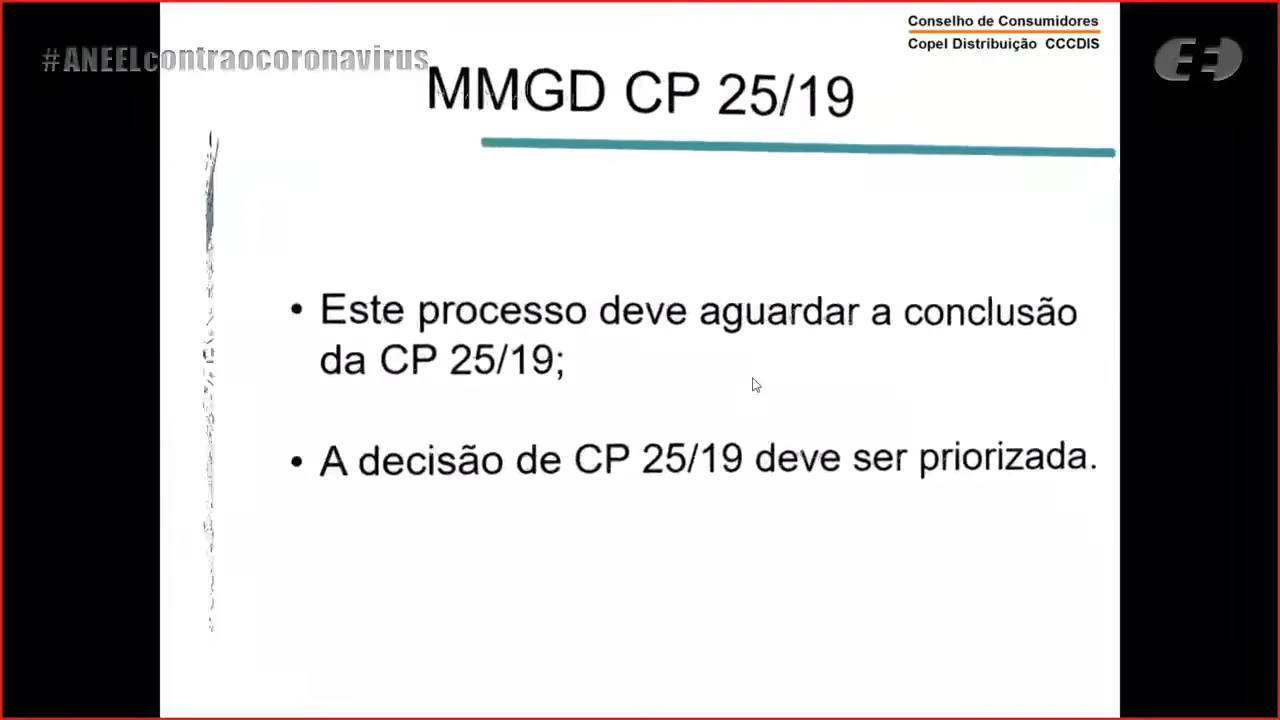 Conselho de Consumidores
Copel Distribuição CCCDIS
#ANEELcontraocoronavirus
MMGD CP 25/19
• Este processo deve aguardar a conclusão
da CP 25/19;
• A decisão de CP 25/19 deve ser priorizada.